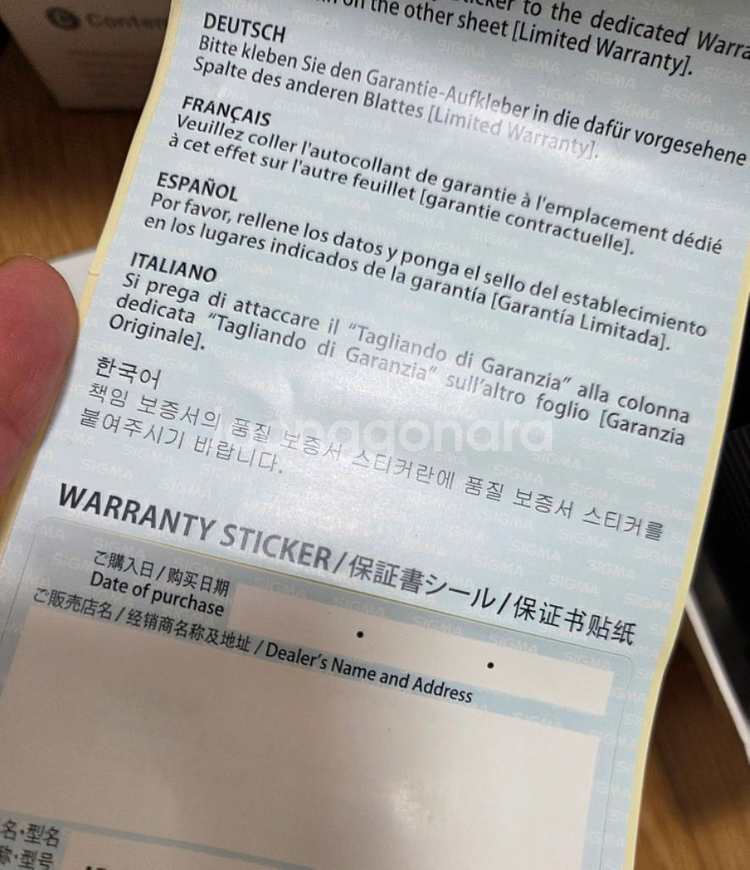 Conten
sticker to the dedicated Warra
on the other sheet [Limited Warranty].
DEUTSCH
Bitte kleben Sie den Garantie-Aufkleber in die dafür vorgesehene
Spalte des anderen Blattes [Limited Warranty].
FRANÇAIS
Veuillez coller l'autocollant de garantie à l'emplacement dédié
à cet effet sur l'autre feuillet [garantie contractuelle].
ESPAÑOL
Por favor, rellene los datos y ponga el sello del establecimiento
en los lugares indicados de la garantía [Garantía Limitada].
ITALIANO
Si prega di attaccare il “Tagliando di Garanzia” alla colonna
dedicata “Tagliando di Garanzia” sull'altro foglio [Garanzia
Originale].
한국어
책임 보증서의 품질 보증서 스티커란에 품질 보증서 스티커를
붙여주시기 바랍니다.
WARRANTY STICKER/保証書シール/保证书贴纸
ご購入日/购买日期
Date of purchase
ご販売店名/经销商名称及地址/Dealer's Name and Address
名・型名
型号